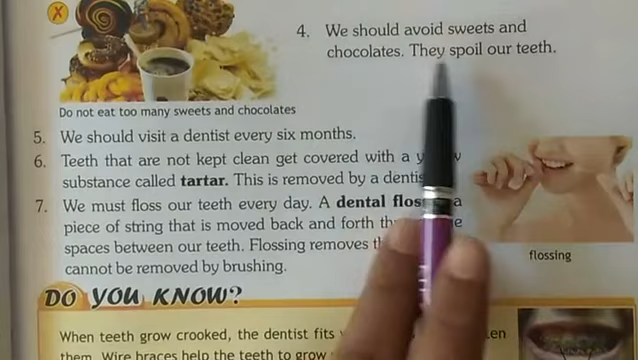 4. We should avoid sweets and
chocolates. They spoil our teeth.
Do not eat too many sweets and chocolates
5. We should visit a dentist every six months.
6. Teeth that are not kept clean get covered with a
substance called tartar. This is removed by a
7. We must floss our teeth every day. A dental a
piece of string that is moved back and forth
spaces between our teeth. Flossing removes
cannot be removed by brushing.
flossing
DO YOU KNOW?
When teeth grow crooked, the dentist fits
them. Wire braces help the teeth to grow